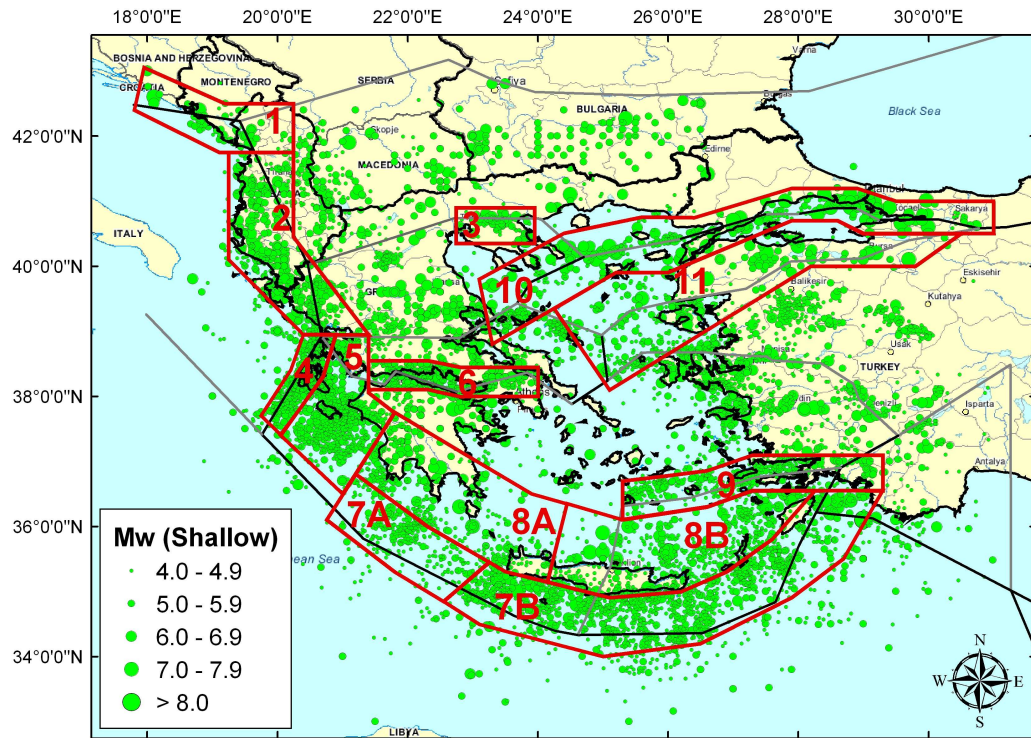 18°0'0"E 20°0'0"E 22°0'0"E 24°0'0"E 26°0'0"E 28°0'0"E 30°0'0"E
42°0'0"N
40°0'0"N
38°0'0"N
36°0'0"N
34°0'0"N
BOSNIA AND HERZEGOVINA
CROATIA
MONTENEGRO
SERBIA
Sofiya
Varna
Burgas
BULGARIA
Black Sea
Skopje
MACEDONIA
Edirne
Istanbul
Kocaeli
Sakarya
Bursa
ITALY
Eskisehir
Balikesir
Kutahya
Usak
TURKEY
Isparta
Antalya
1
2
3
4
5
6
7A
7B
8A
8B
9
10
11
Mw (Shallow)
4.0 - 4.9
5.0 - 5.9
6.0 - 6.9
7.0 - 7.9
> 8.0
ean Sea
LIBYA
N
W E
S